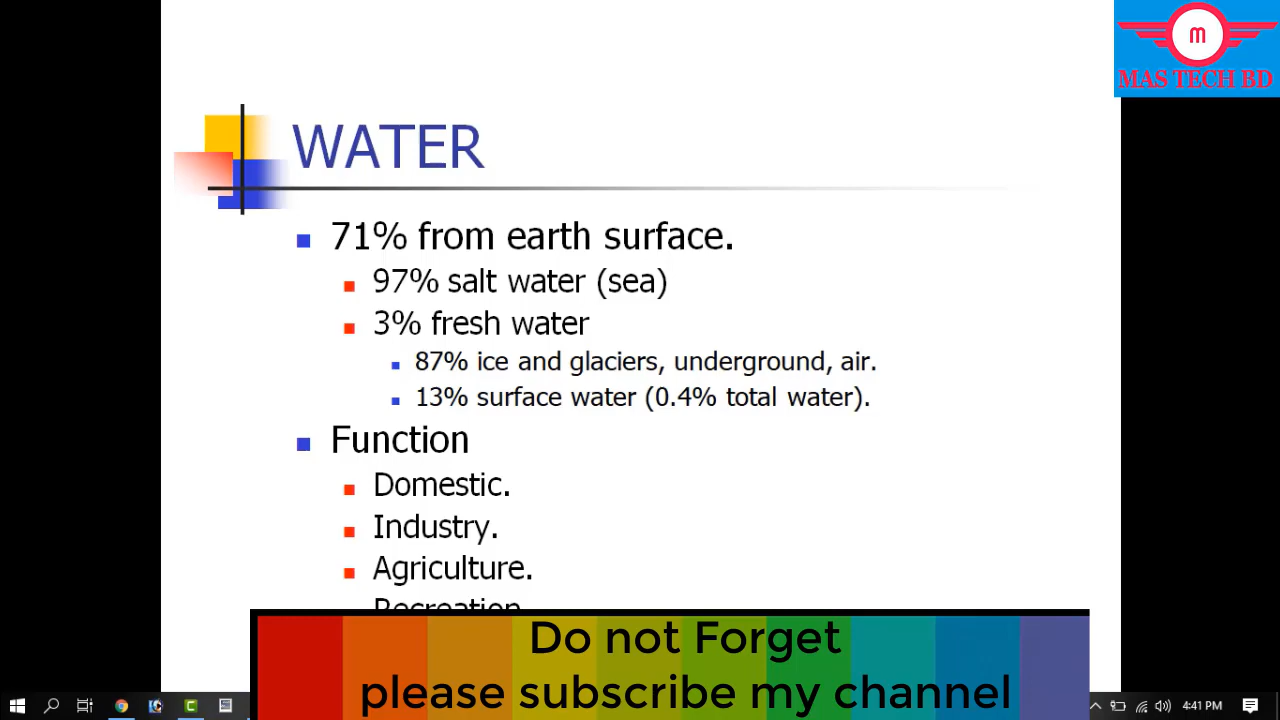 m
MAS TECH BD
WATER
71% from earth surface.
97% salt water (sea)
3% fresh water
87% ice and glaciers, underground, air.
13% surface water (0.4% total water).
Function
Domestic.
Industry.
Agriculture.
Recreation
Do not Forget
please subscribe my channel
4:41 PM